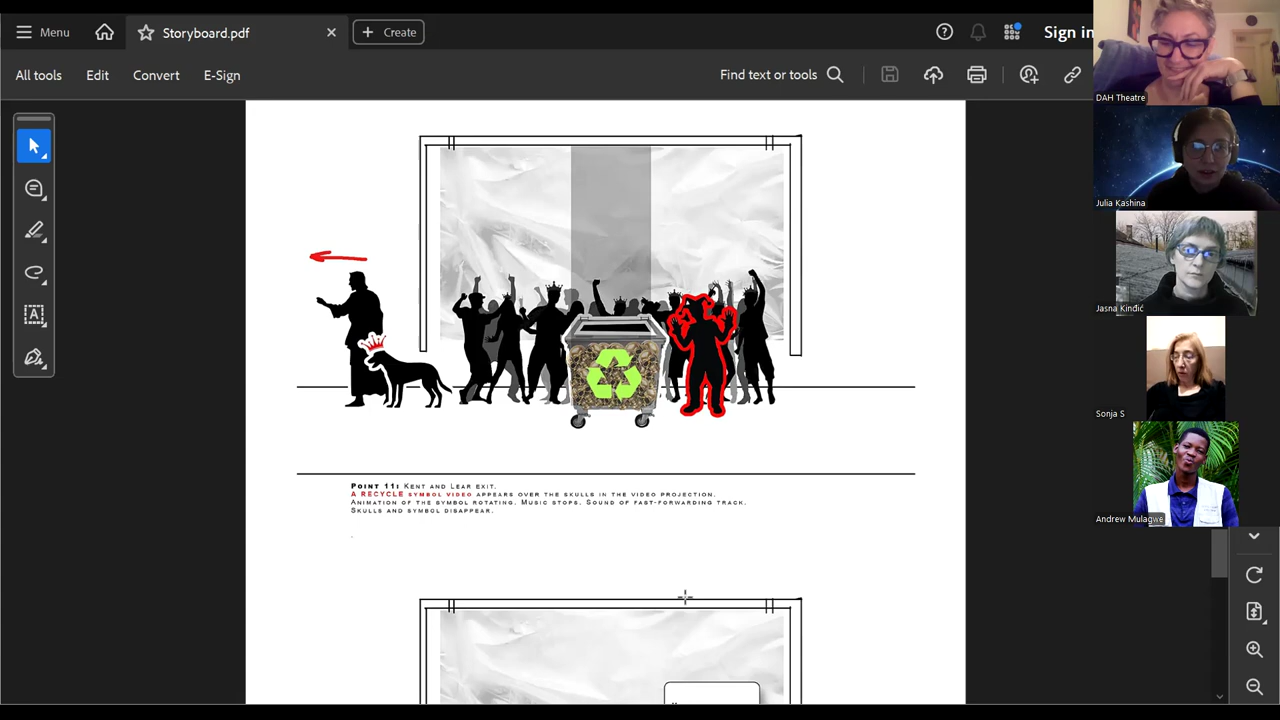 Menu
Storyboard.pdf
Create
Sign in
All tools
Edit
Convert
E-Sign
Find text or tools
DAH Theatre
Julia Kashina
Jasna Kinđić
Sonja S
Andrew Mulagwe
Point 11: Kent and Lear exit.
A RECYCLE symbol video appears over the skulls in the video projection.
Animation of the symbol rotating. Music stops. Sound of fast-forwarding track.
Skulls and symbol disappear.